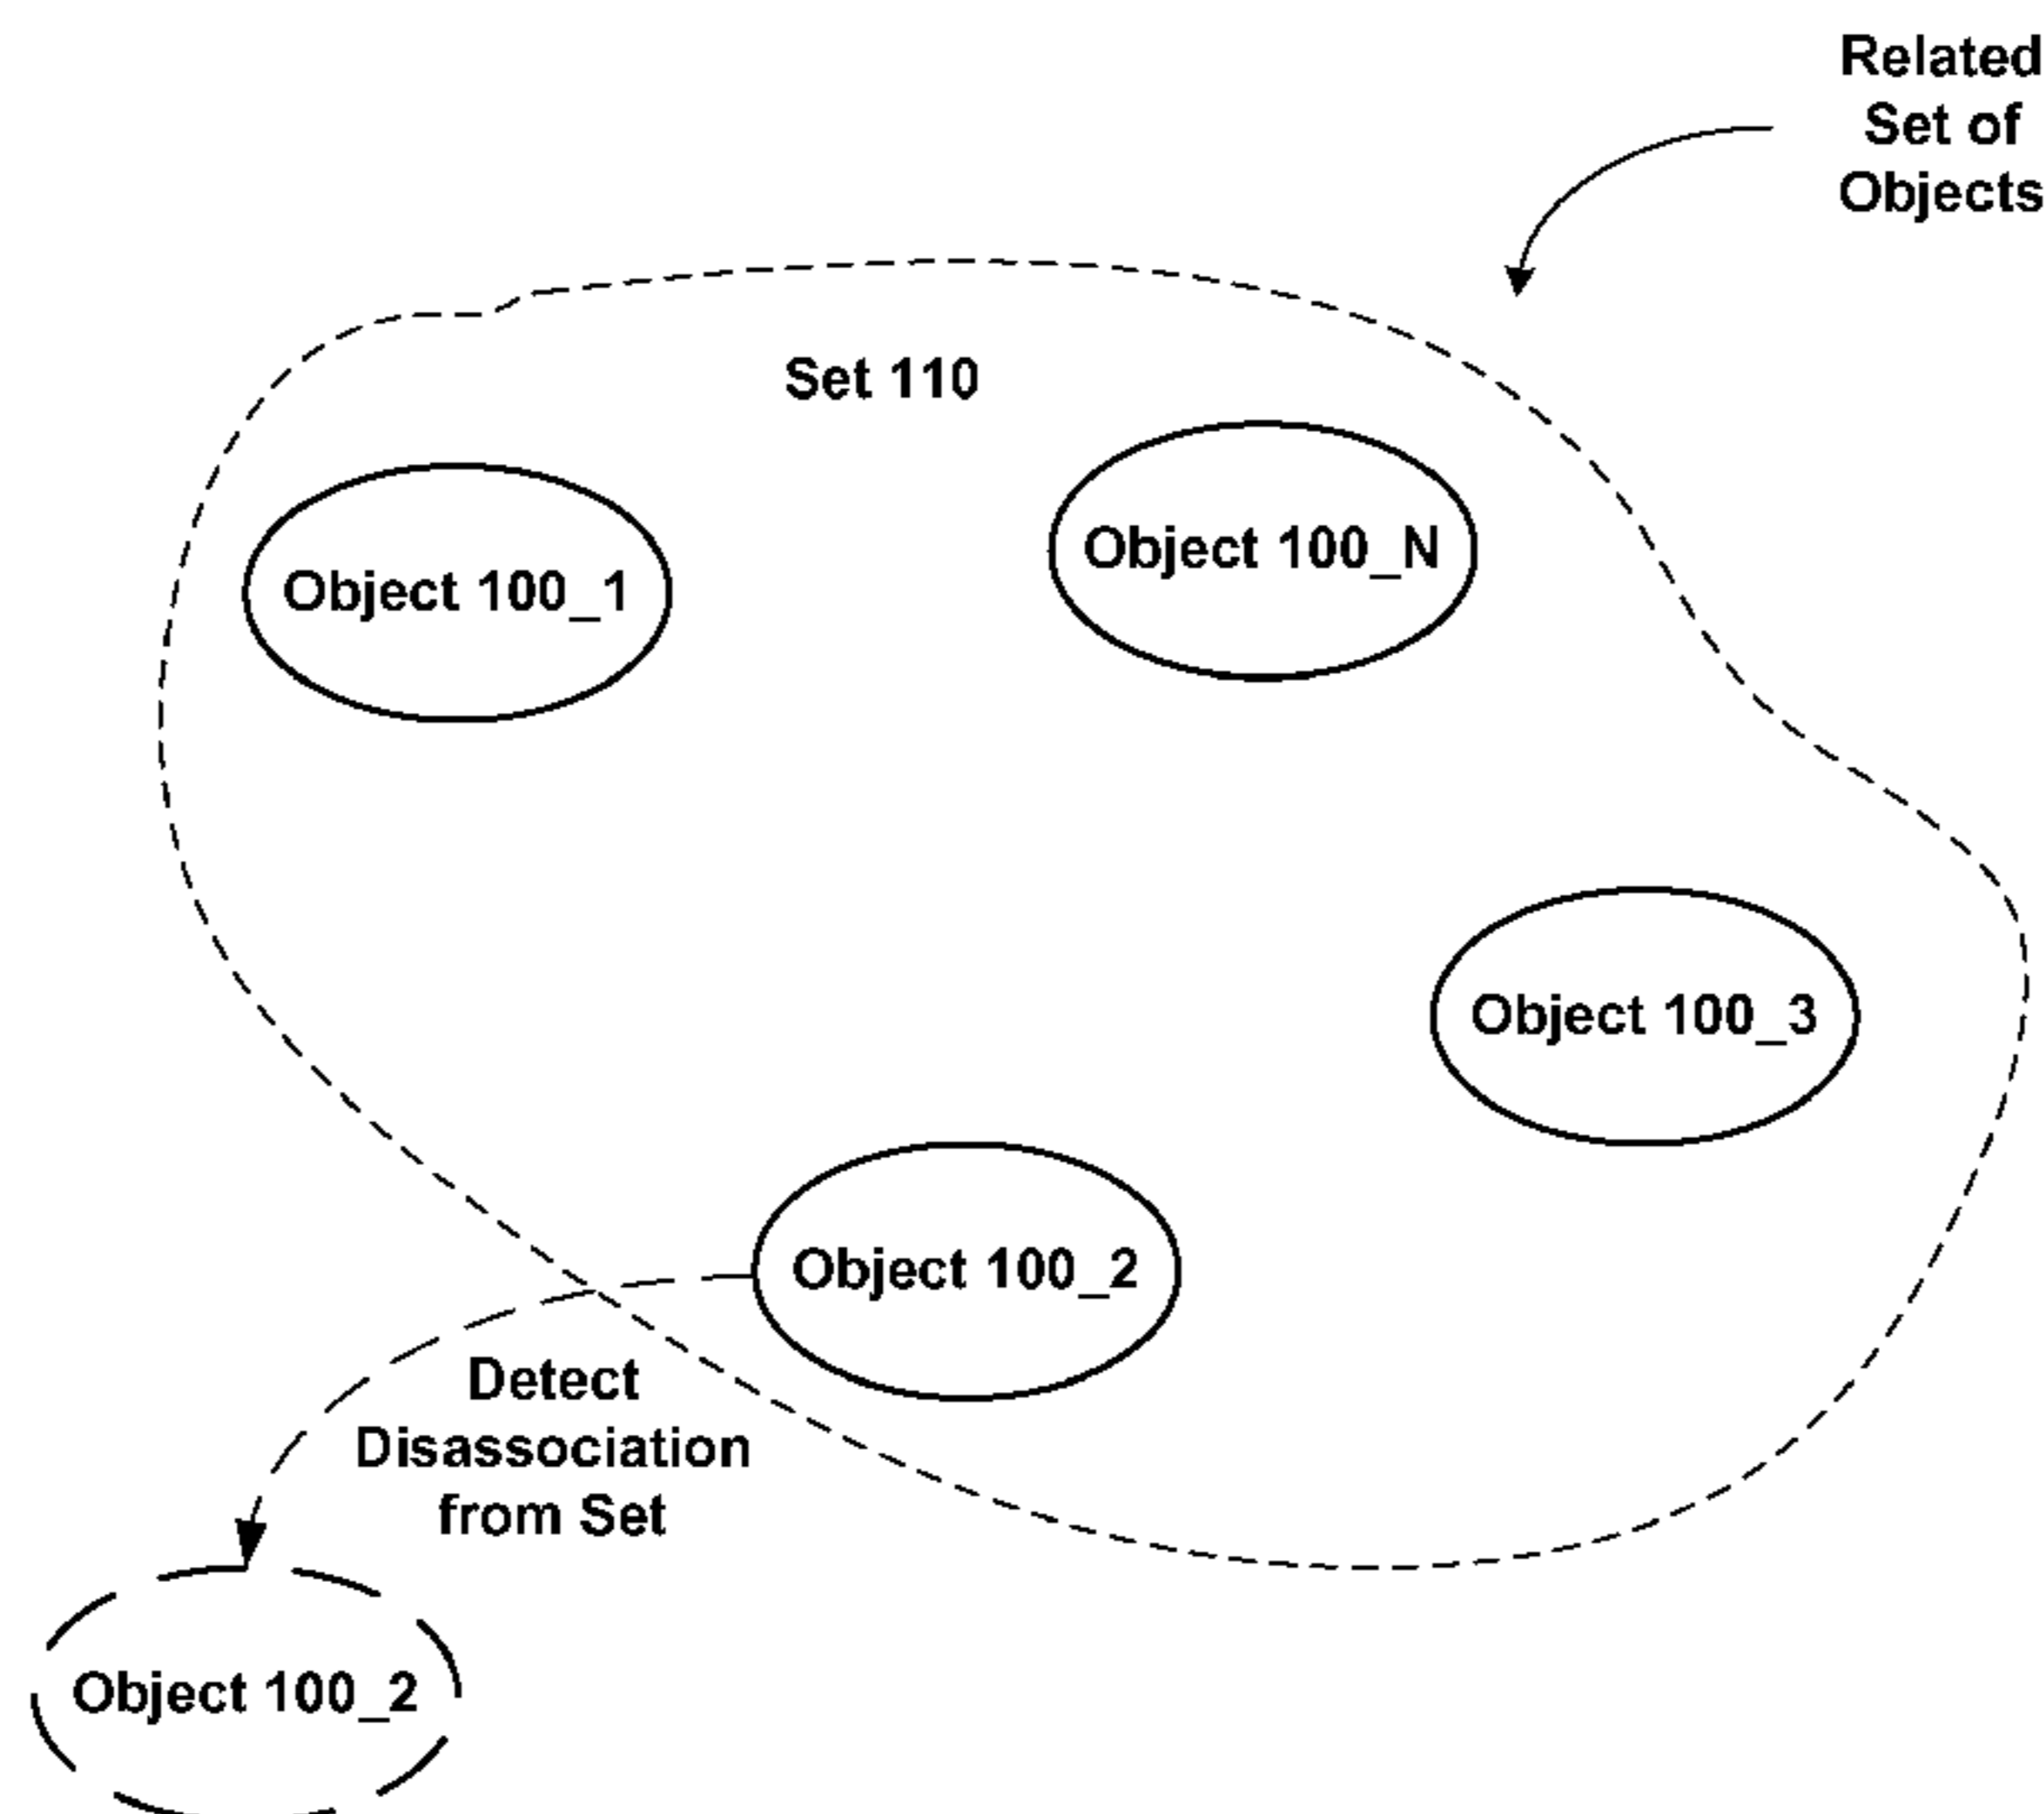 Related
Set of
Objects
Set 110
Object 100_N
Object 100_1
Object 100_3
Object 100_2
Detect
Disassociation
from Set
Object 100_2